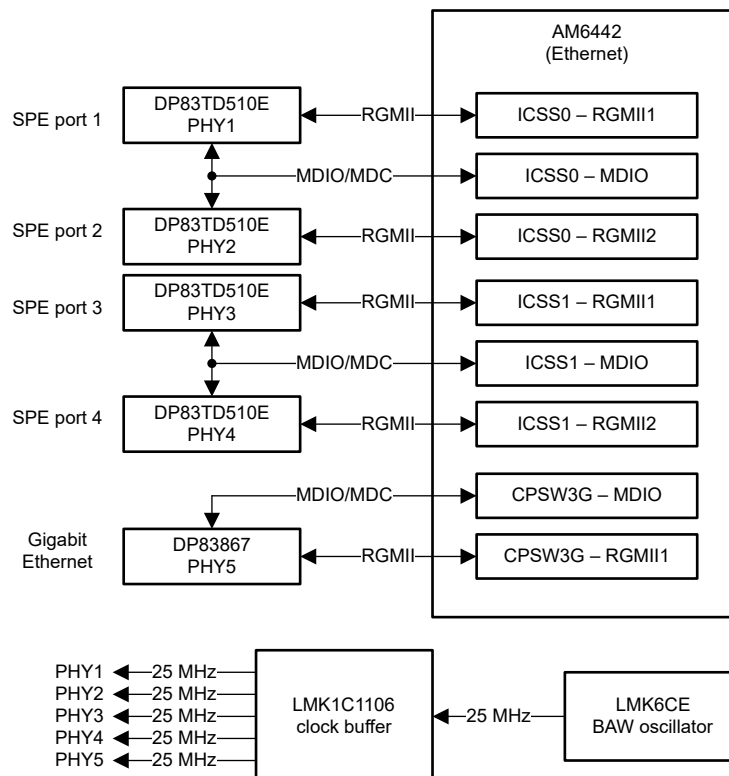 AM6442
(Ethernet)
SPE port 1
DP83TD510E
PHY1
RGMII
ICSS0 – RGMII1
MDIO/MDC
ICSS0 – MDIO
SPE port 2
DP83TD510E
PHY2
RGMII
ICSS0 – RGMII2
SPE port 3
DP83TD510E
PHY3
RGMII
ICSS1 – RGMII1
MDIO/MDC
ICSS1 – MDIO
SPE port 4
DP83TD510E
PHY4
RGMII
ICSS1 – RGMII2
MDIO/MDC
CPSW3G – MDIO
Gigabit
Ethernet
DP83867
PHY5
RGMII
CPSW3G – RGMII1
PHY1 25 MHz
PHY2 25 MHz
PHY3 25 MHz
PHY4 25 MHz
PHY5 25 MHz
LMK1C1106
clock buffer
25 MHz
LMK6CE
BAW oscillator